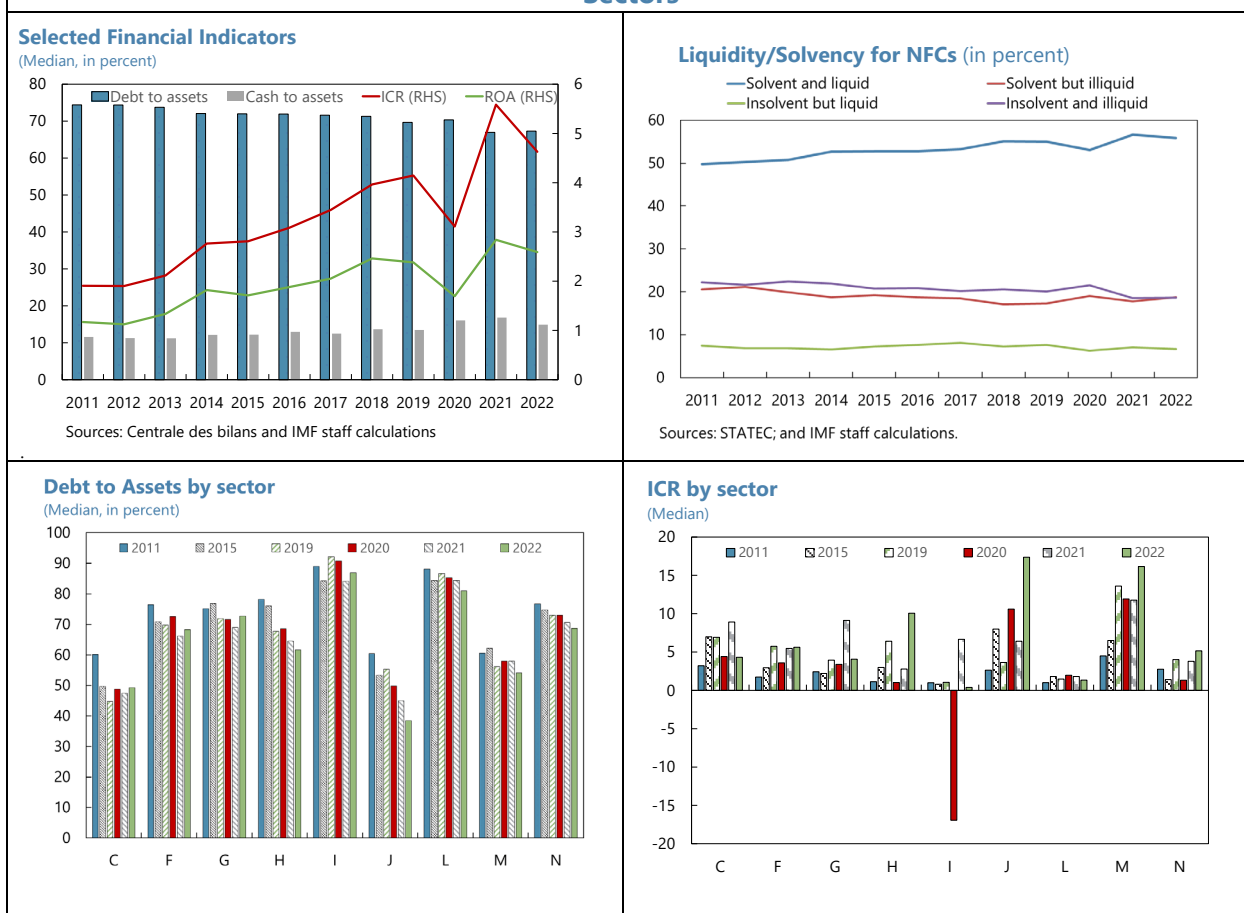 Sectors
Selected Financial Indicators
(Median, in percent)
80
70
60
50
40
30
20
10
0
6
5
4
3
2
1
0
Debt to assets Cash to assets ICR (RHS) ROA (RHS)
2011 2012 2013 2014 2015 2016 2017 2018 2019 2020 2021 2022
Sources: Centrale des bilans and IMF staff calculations
.
Liquidity/Solvency for NFCs (in percent)
Solvent and liquid Solvent but illiquid
Insolvent but liquid Insolvent and illiquid
60
50
40
30
20
10
0
2011 2012 2013 2014 2015 2016 2017 2018 2019 2020 2021 2022
Sources: STATEC; and IMF staff calculations.
Debt to Assets by sector
(Median, in percent)
100
90
80
70
60
50
40
30
20
10
0
2011 2015 2019 2020 2021 2022
C F G H I J L M N
ICR by sector
(Median)
20
15
10
5
0
-5
-10
-15
-20
2011 2015 2019 2020 2021 2022
C F G H I J L M N